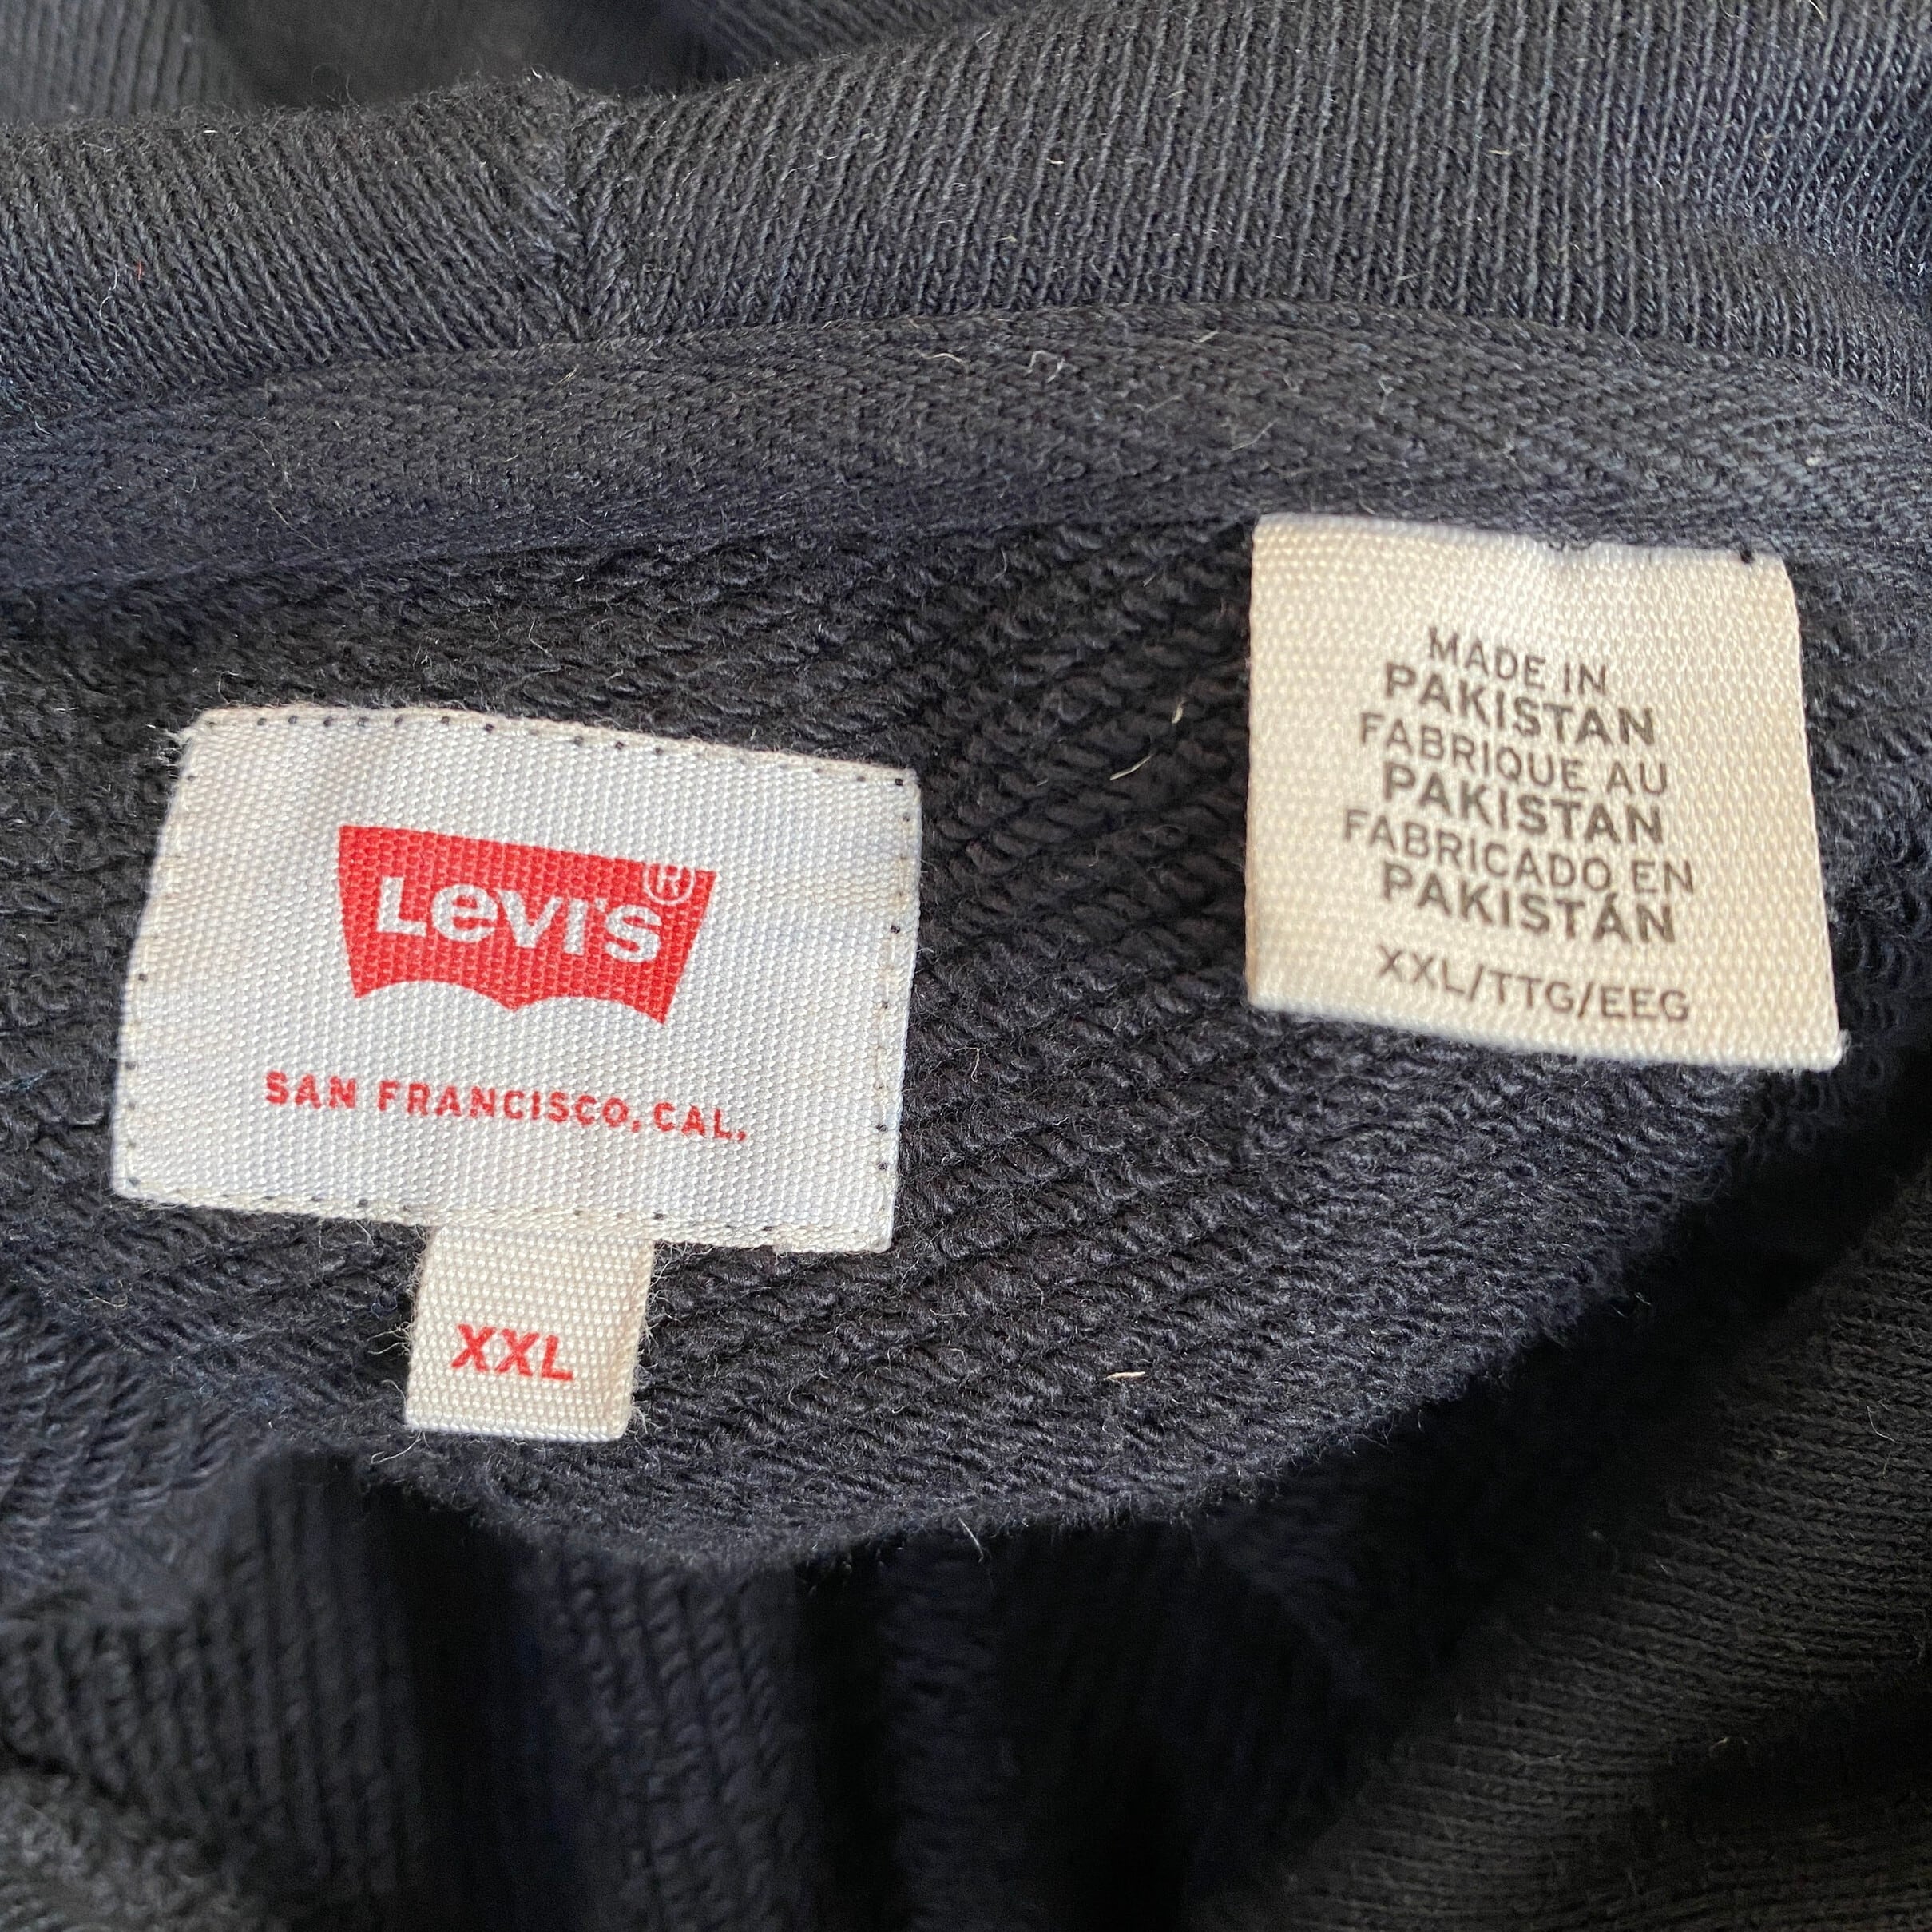 Levi's®
SAN FRANCISCO, CAL.
XXL
MADE IN
PAKISTAN
FABRIQUE AU
PAKISTAN
FABRICADO EN
PAKISTÁN
XXL/TTG/EEG